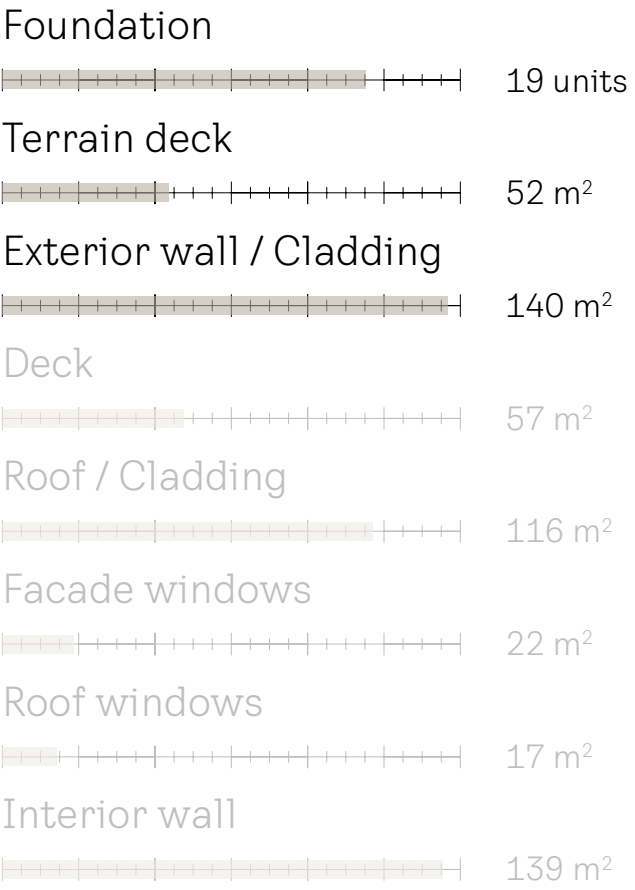 Foundation
19 units
Terrain deck
52 m²
Exterior wall / Cladding
140 m²
Deck
57 m²
Roof / Cladding
116 m²
Facade windows
22 m²
Roof windows
17 m²
Interior wall
139 m²